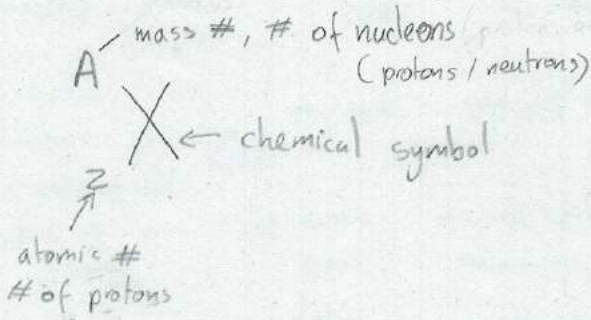 mass #, # of nucleons
A
(protons / neutrons)
X ← chemical symbol
Z
atomic #
# of protons